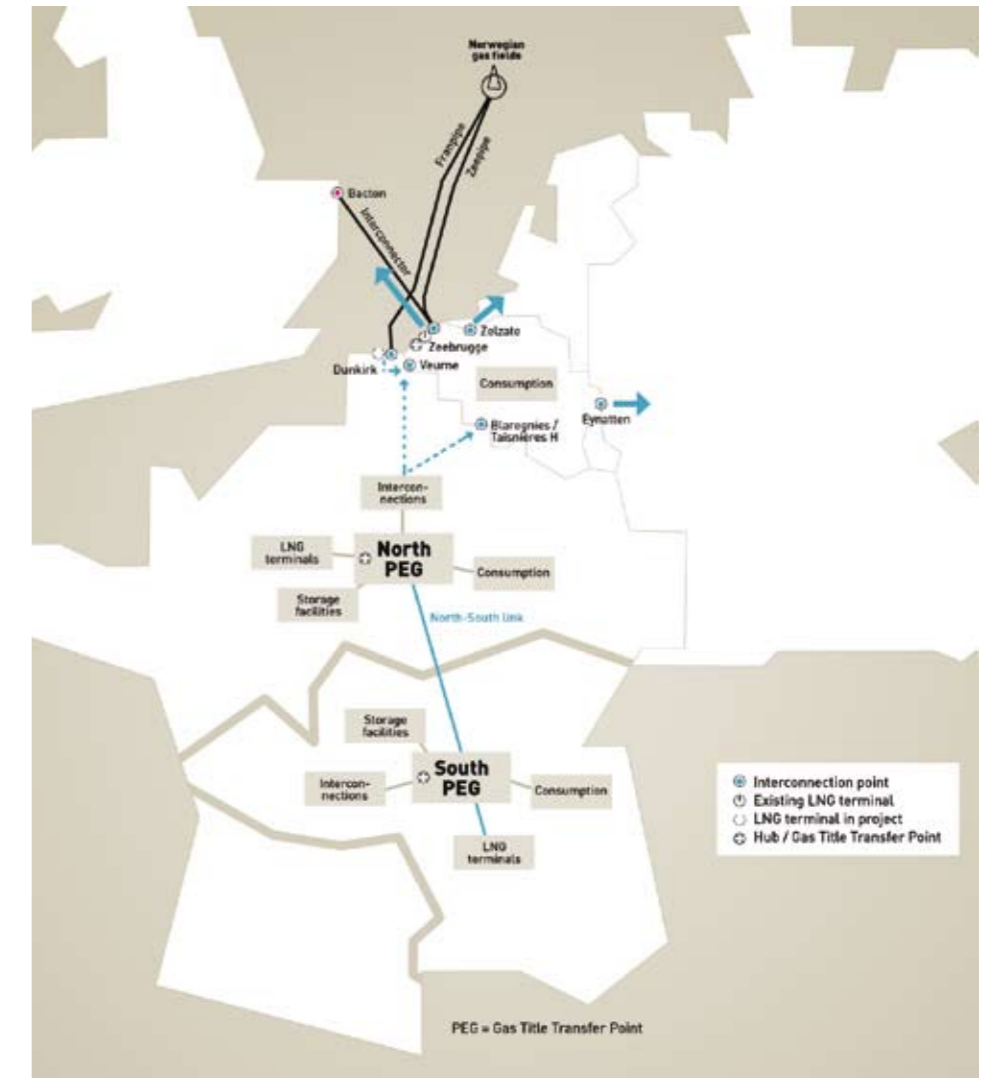 Norwegian
gas fields
Franpipe
Zeepipe
Bacton
Interconnector
Zelzate
Zeebrugge
Dunkirk
Veurne
Consumption
Eynatten
Blaregnies /
Taisnières H
Intercon-
nections
LNG
terminals
North
PEG
Consumption
Storage
facilities
North-South link
Storage
facilities
South
PEG
Intercon-
nections
Consumption
LNG
terminals
Interconnection point
Existing LNG terminal
LNG terminal in project
Hub / Gas Title Transfer Point
PEG = Gas Title Transfer Point